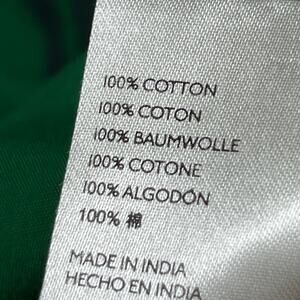 100% COTTON
100% COTON
100% BAUMWOLLE
100% COTONE
100% ALGODÓN
100% 棉
MADE IN INDIA
HECHO EN INDIA